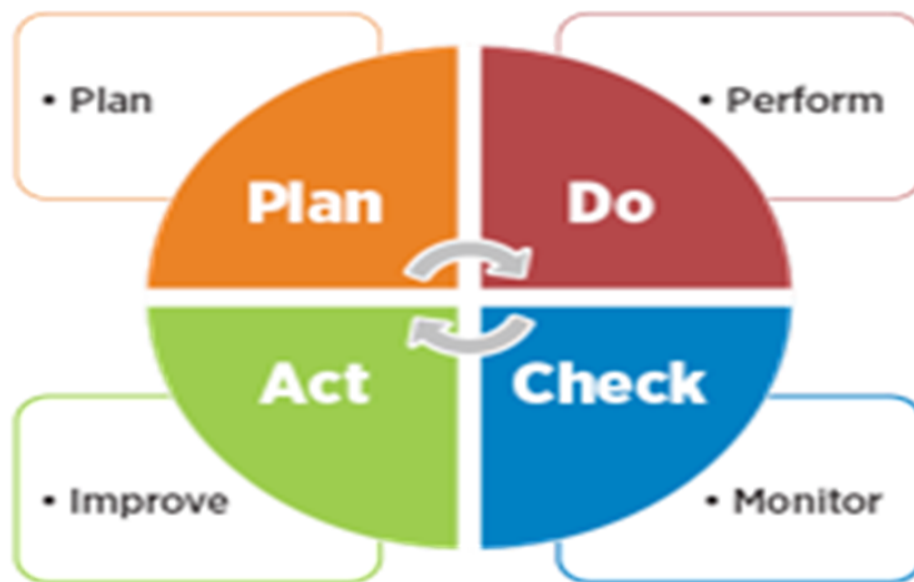 • Plan
• Perform
Plan
Do
Act
Check
• Improve
• Monitor